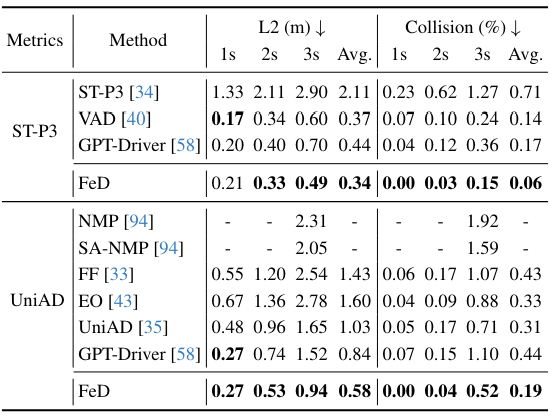 Metrics Method L2 (m) ↓ Collision (%) ↓
1s 2s 3s Avg. 1s 2s 3s Avg.
ST-P3 ST-P3 [34] 1.33 2.11 2.90 2.11 0.23 0.62 1.27 0.71
VAD [40] 0.17 0.34 0.60 0.37 0.07 0.10 0.24 0.14
GPT-Driver [58] 0.20 0.40 0.70 0.44 0.04 0.12 0.36 0.17
FeD 0.21 0.33 0.49 0.34 0.00 0.03 0.15 0.06
UniAD NMP [94] - - 2.31 - - - 1.92 -
SA-NMP [94] - - 2.05 - - - 1.59 -
FF [33] 0.55 1.20 2.54 1.43 0.06 0.17 1.07 0.43
EO [43] 0.67 1.36 2.78 1.60 0.04 0.09 0.88 0.33
UniAD [35] 0.48 0.96 1.65 1.03 0.05 0.17 0.71 0.31
GPT-Driver [58] 0.27 0.74 1.52 0.84 0.07 0.15 1.10 0.44
FeD 0.27 0.53 0.94 0.58 0.00 0.04 0.52 0.19